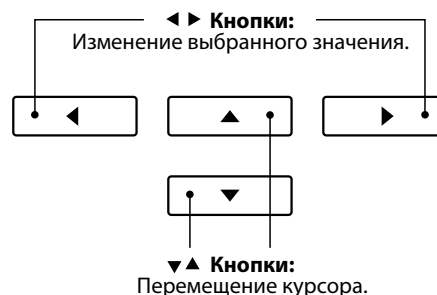 ◀ ▶ Кнопки:
Изменение выбранного значения.
▼▲ Кнопки:
Перемещение курсора.